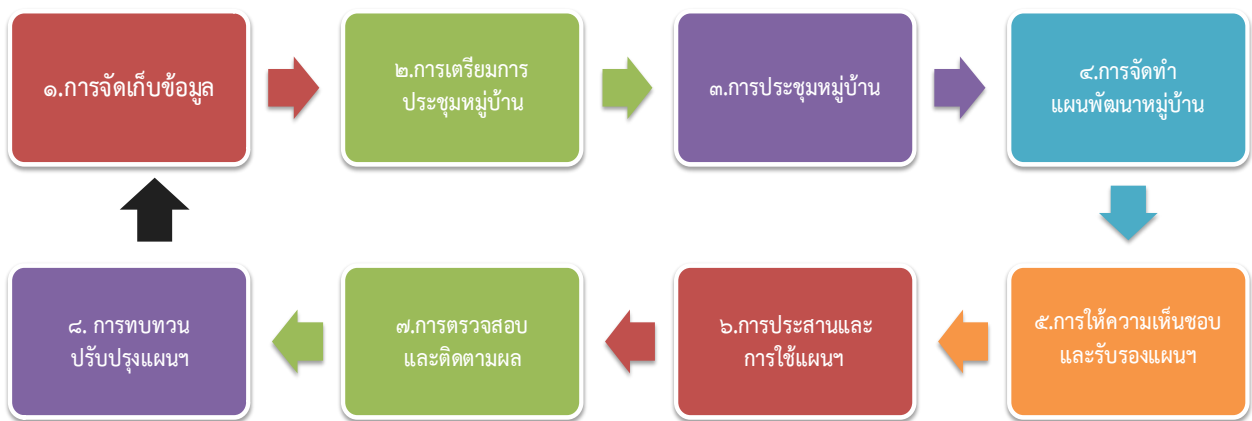 ๑.การจัดเก็บข้อมูล
๒.การเตรียมการ
ประชุมหมู่บ้าน
๓.การประชุมหมู่บ้าน
๔.การจัดทำ
แผนพัฒนาหมู่บ้าน
๕.การให้ความเห็นชอบ
และรับรองแผนฯ
๖.การประสานและ
การใช้แผนฯ
๗.การตรวจสอบ
และติดตามผล
๘. การทบทวน
ปรับปรุงแผนฯ